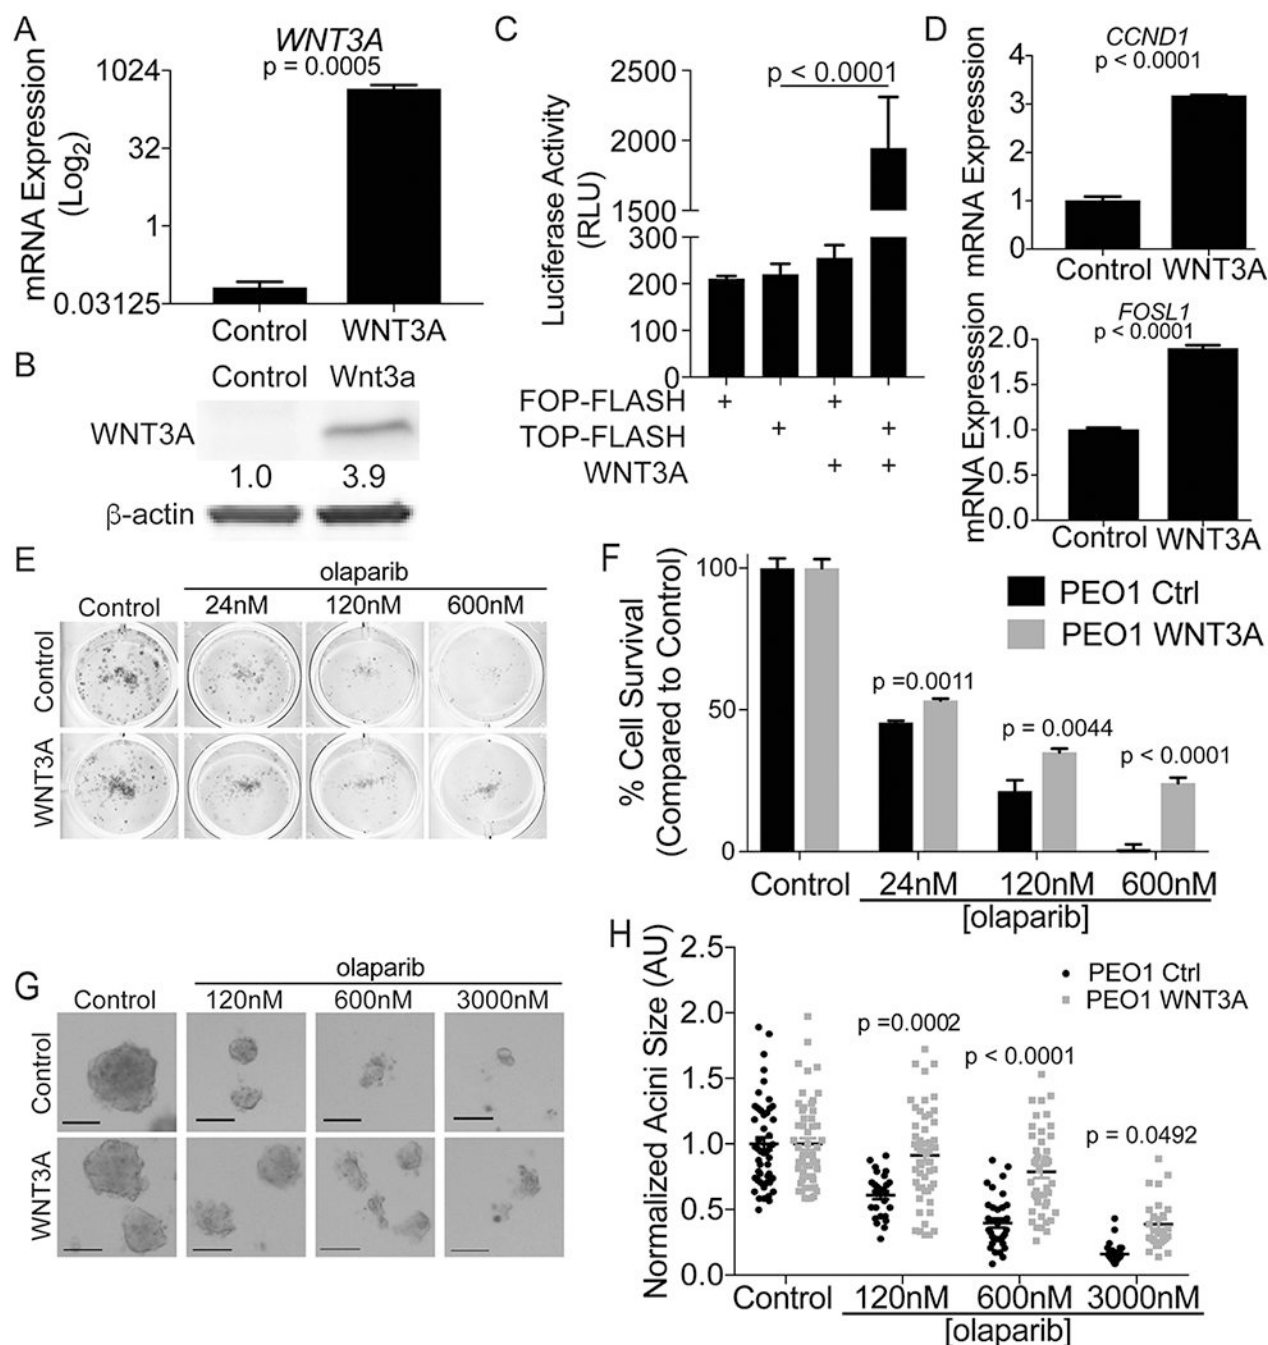 A
WNT3A
p = 0.0005
mRNA Expression
(Log2)
1024
32
1
0.03125
Control
WNT3A
B
Control
Wnt3a
WNT3A
1.0
3.9
β-actin
C
p < 0.0001
Luciferase Activity
(RLU)
2500
2000
1500
300
200
100
0
FOP-FLASH + +
TOP-FLASH + +
WNT3A + +
D
CCND1
p < 0.0001
mRNA Expression
4
3
2
1
0
Control
WNT3A
FOSL1
p < 0.0001
mRNA Expresssion
2.0
1.5
1.0
0.5
0.0
Control
WNT3A
E
olaparib
Control
24nM
120nM
600nM
Control
WNT3A
F
% Cell Survival
(Compared to Control)
100
50
0
PEO1 Ctrl
PEO1 WNT3A
p =0.0011
p = 0.0044
p < 0.0001
Control
24nM
120nM
600nM
[olaparib]
G
olaparib
Control
120nM
600nM
3000nM
Control
WNT3A
H
Normalized Acini Size (AU)
2.5
2.0
1.5
1.0
0.5
0.0
PEO1 Ctrl
PEO1 WNT3A
p =0.0002
p < 0.0001
p = 0.0492
Control
120nM
600nM
3000nM
[olaparib]